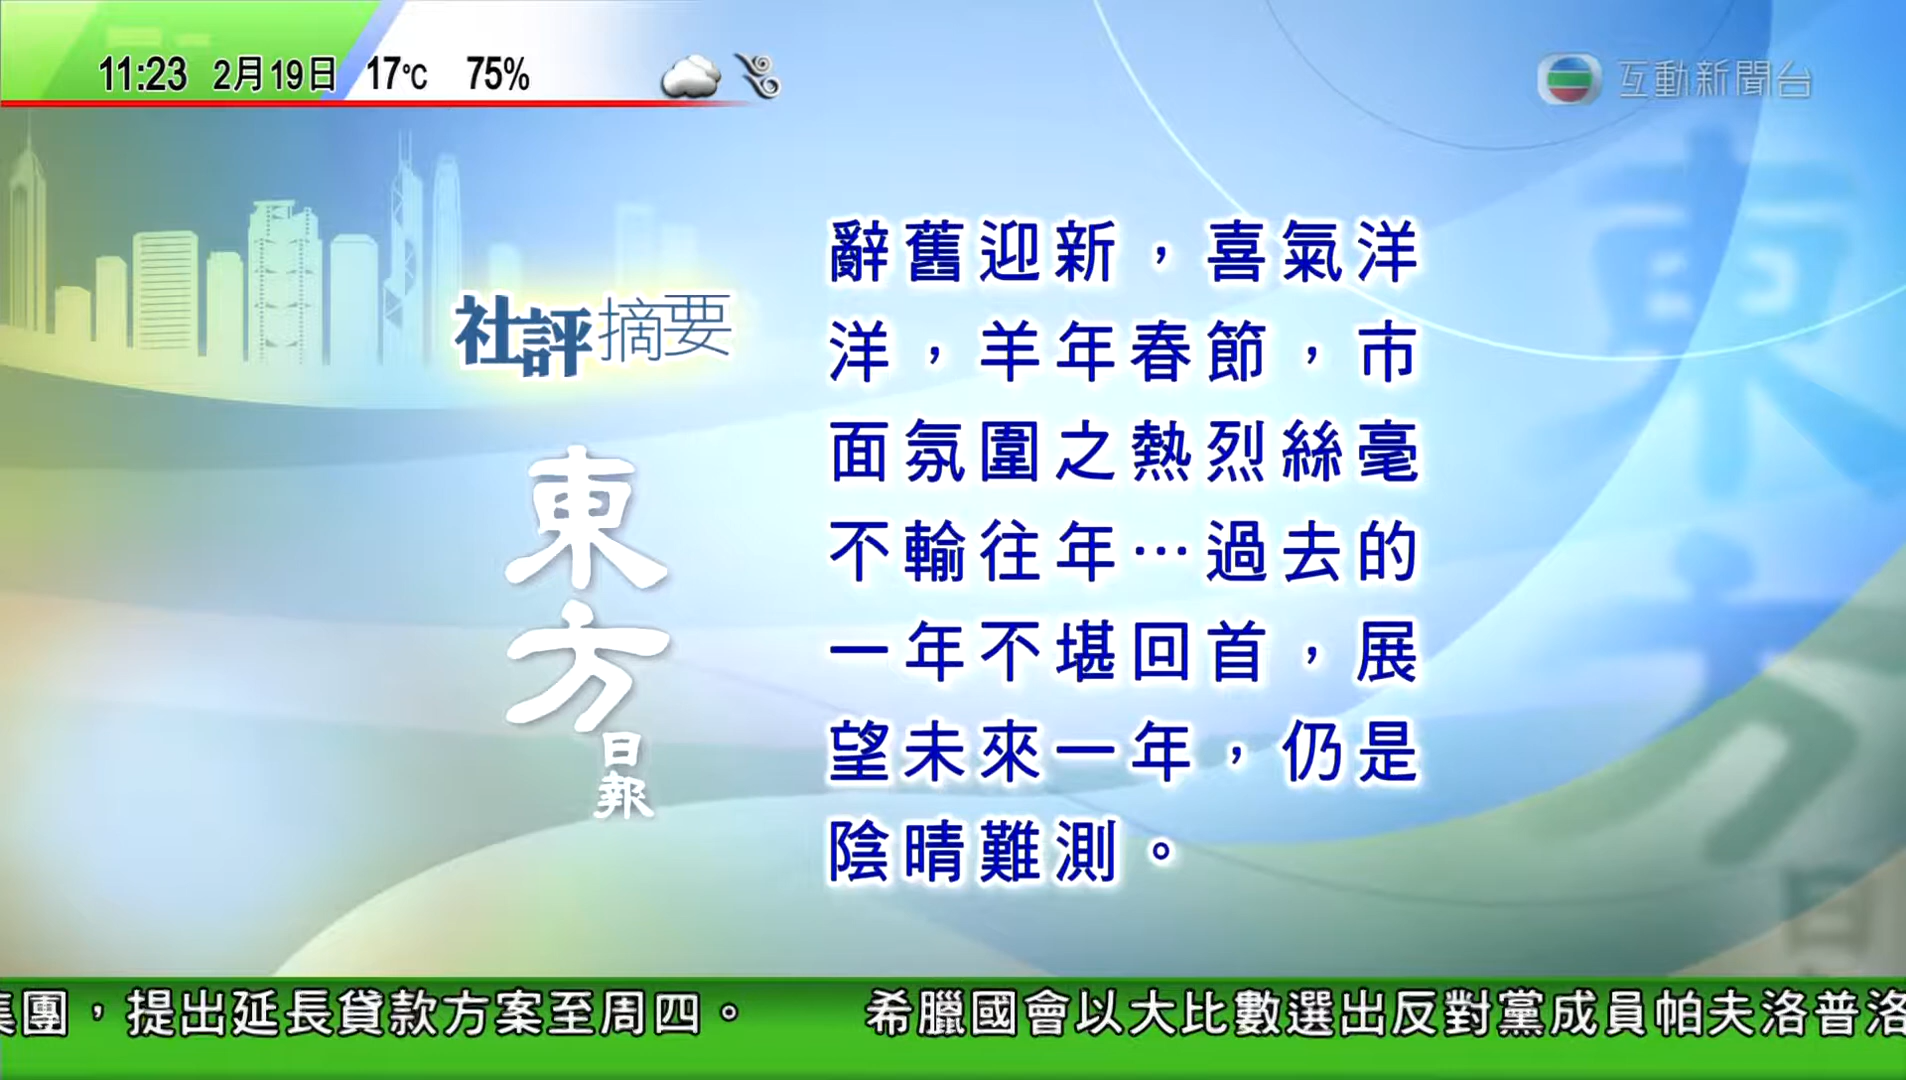 11:23 2月19日 17℃ 75%
互動新聞台
社評摘要
東方日報
辭舊迎新，喜氣洋
洋，羊年春節，市
面氛圍之熱烈絲毫
不輸往年…過去的
一年不堪回首，展
望未來一年，仍是
陰晴難測。
東方日
集團，提出延長貸款方案至周四。 希臘國會以大比數選出反對黨成員帕夫洛普洛